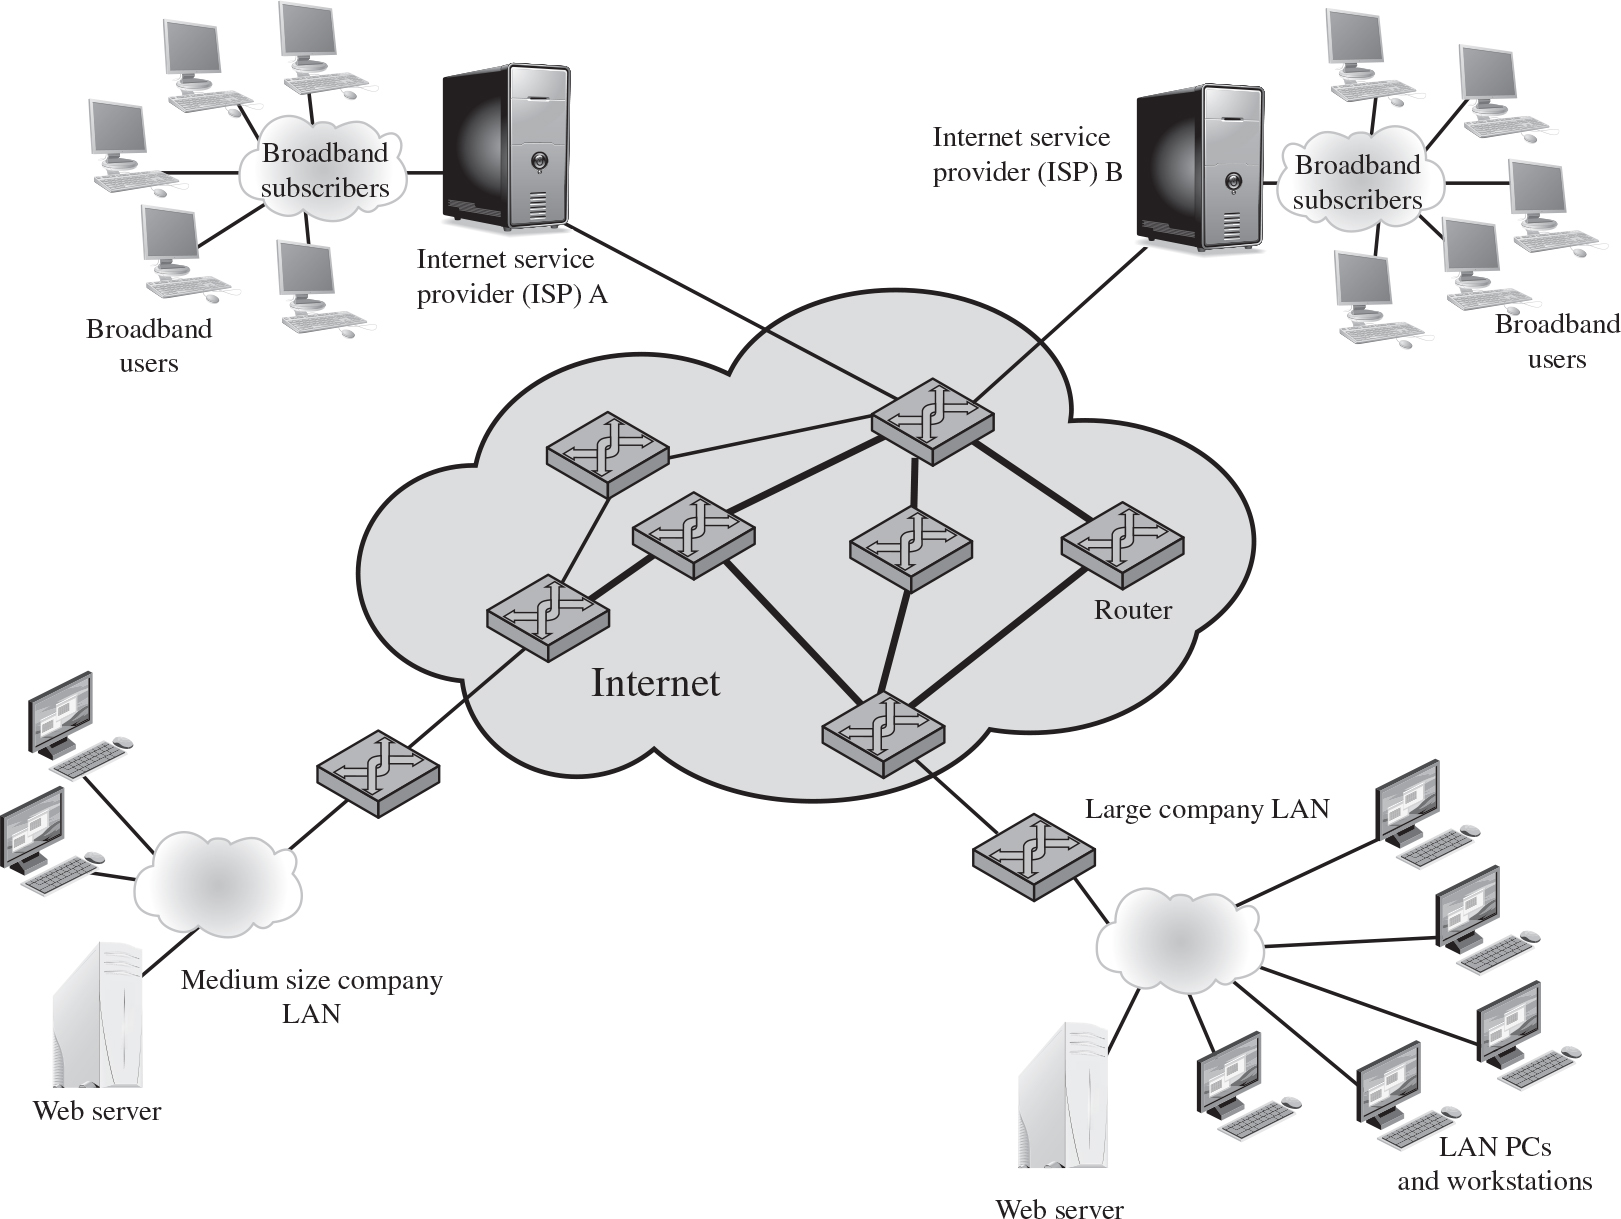 Broadband
subscribers
Internet service
provider (ISP) A
Broadband
users
Internet service
provider (ISP) B
Broadband
subscribers
Broadband
users
Router
Internet
Medium size company
LAN
Web server
Large company LAN
LAN PCs
and workstations
Web server